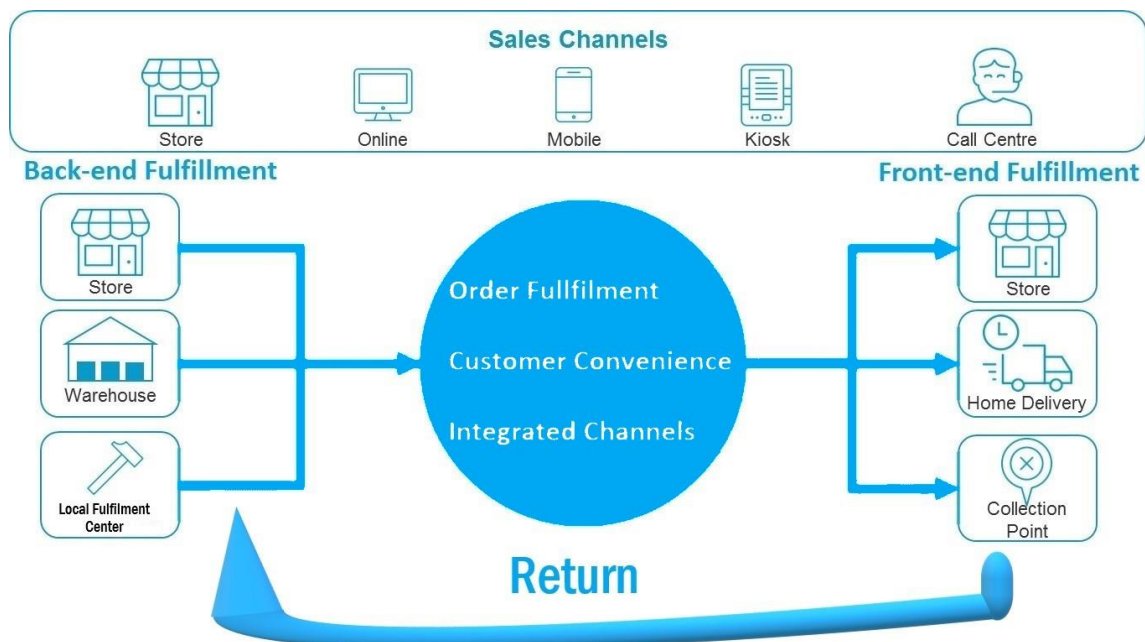 Sales Channels
Store
Online
Mobile
Kiosk
Call Centre
Back-end Fulfillment
Front-end Fulfillment
Store
Warehouse
Local Fulfilment
Center
Order Fullfilment
Customer Convenience
Integrated Channels
Store
Home Delivery
Collection
Point
Return